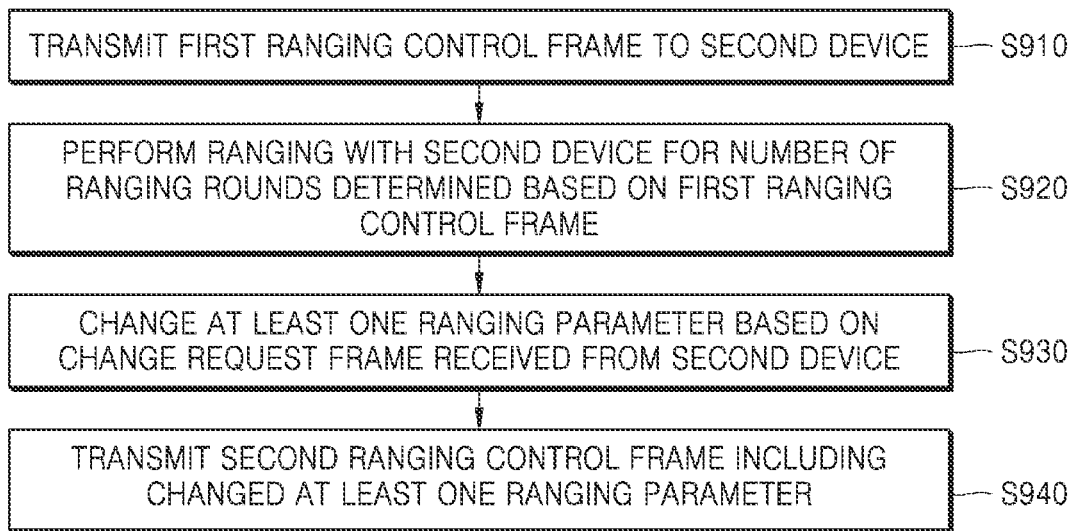 TRANSMIT FIRST RANGING CONTROL FRAME TO SECOND DEVICE
S910
PERFORM RANGING WITH SECOND DEVICE FOR NUMBER OF
RANGING ROUNDS DETERMINED BASED ON FIRST RANGING
CONTROL FRAME
S920
CHANGE AT LEAST ONE RANGING PARAMETER BASED ON
CHANGE REQUEST FRAME RECEIVED FROM SECOND DEVICE
S930
TRANSMIT SECOND RANGING CONTROL FRAME INCLUDING
CHANGED AT LEAST ONE RANGING PARAMETER
S940